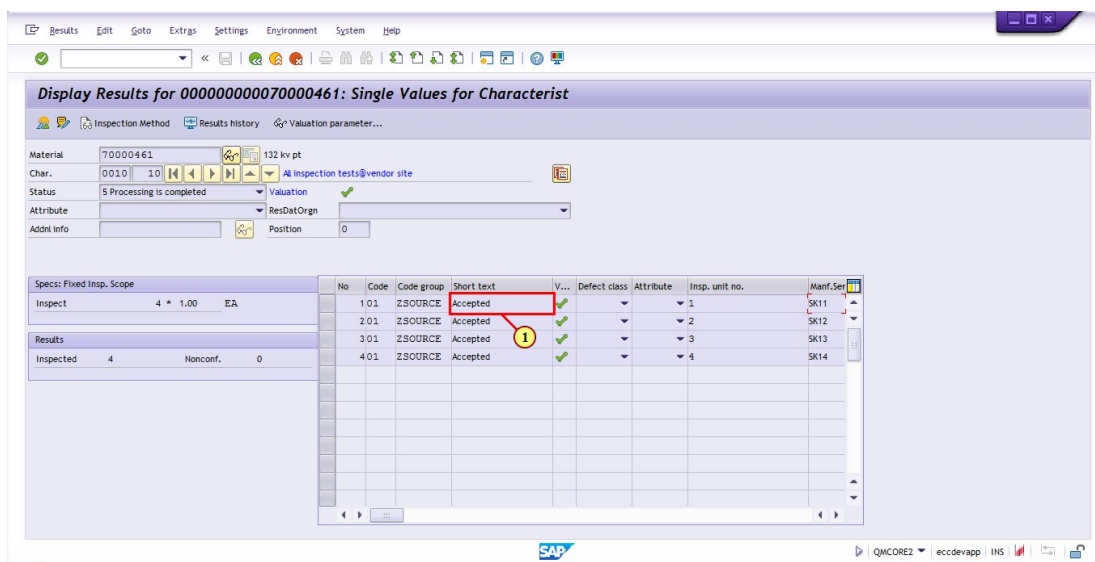 Results Edit Goto Extras Settings Environment System Help
Display Results for 000000000070000461: Single Values for Characterist
Inspection Method Results history Valuation parameter...
Material 70000461 132 kv pt
Char. 0010 10 All inspection tests@vendor site
Status 5 Processing is completed Valuation
Attribute ResDatOrgn
Addnl info Position 0
Specs: Fixed Insp. Scope
Inspect 4 * 1.00 EA
Results
Inspected 4 Nonconf. 0
No Code Code group Short text V... Defect class Attribute Insp. unit no. Manf.Ser
1 01 ZSOURCE Accepted 1 SK11
2 01 ZSOURCE Accepted 2 SK12
3 01 ZSOURCE Accepted 3 SK13
4 01 ZSOURCE Accepted 4 SK14
1
SAP
QMCORE2 eccdevapp INS